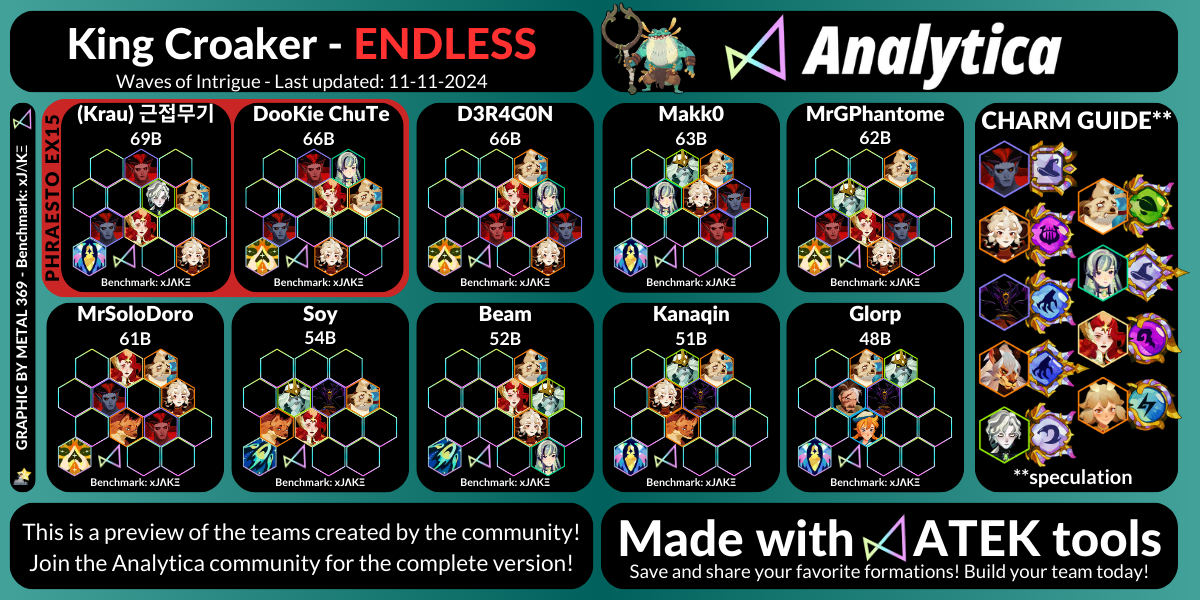 King Croaker - ENDLESS
Waves of Intrigue - Last updated: 11-11-2024
Analytica
GRAPHIC BY METAL 369 - Benchmark: xJΛKΞ
PHRAESTO EX15
(Krau) 근접무기
69B
Benchmark: xJΛKΞ
DooKie ChuTe
66B
Benchmark: xJΛKΞ
D3R4G0N
66B
Benchmark: xJΛKΞ
Makk0
63B
Benchmark: xJΛKΞ
MrGPhantome
62B
Benchmark: xJΛKΞ
CHARM GUIDE**
**speculation
MrSoloDoro
61B
Benchmark: xJΛKΞ
Soy
54B
Benchmark: xJΛKΞ
Beam
52B
Benchmark: xJΛKΞ
Kanaqin
51B
Benchmark: xJΛKΞ
Glorp
48B
Benchmark: xJΛKΞ
This is a preview of the teams created by the community!
Join the Analytica community for the complete version!
Made with ATEK tools
Save and share your favorite formations! Build your team today!